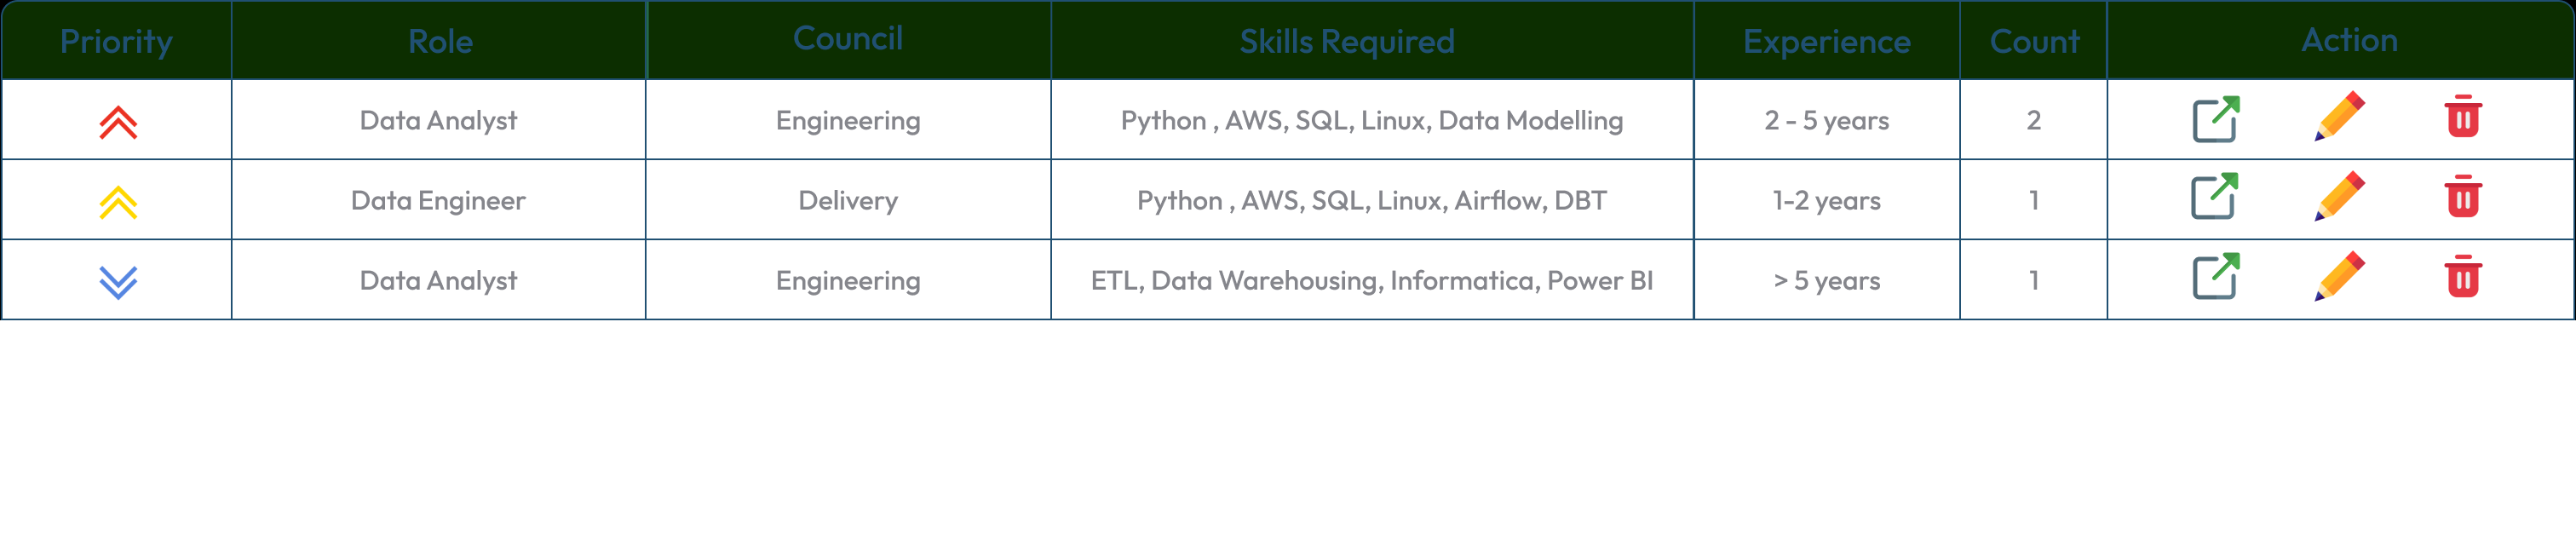 Priority Role Council Skills Required Experience Count Action
Data Analyst Engineering Python , AWS, SQL, Linux, Data Modelling 2 - 5 years 2
Data Engineer Delivery Python , AWS, SQL, Linux, Airflow, DBT 1-2 years 1
Data Analyst Engineering ETL, Data Warehousing, Informatica, Power BI > 5 years 1